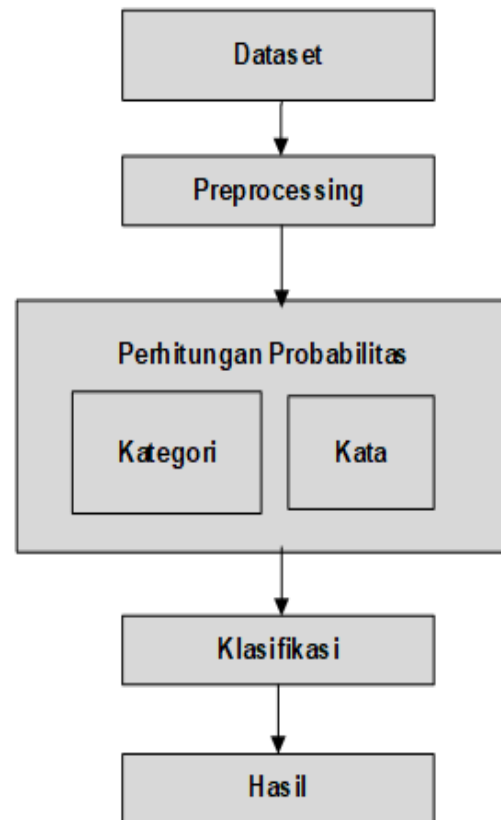 Dataset
Preprocessing
Perhitungan Probabilitas
Kategori
Kata
Klasifikasi
Hasil